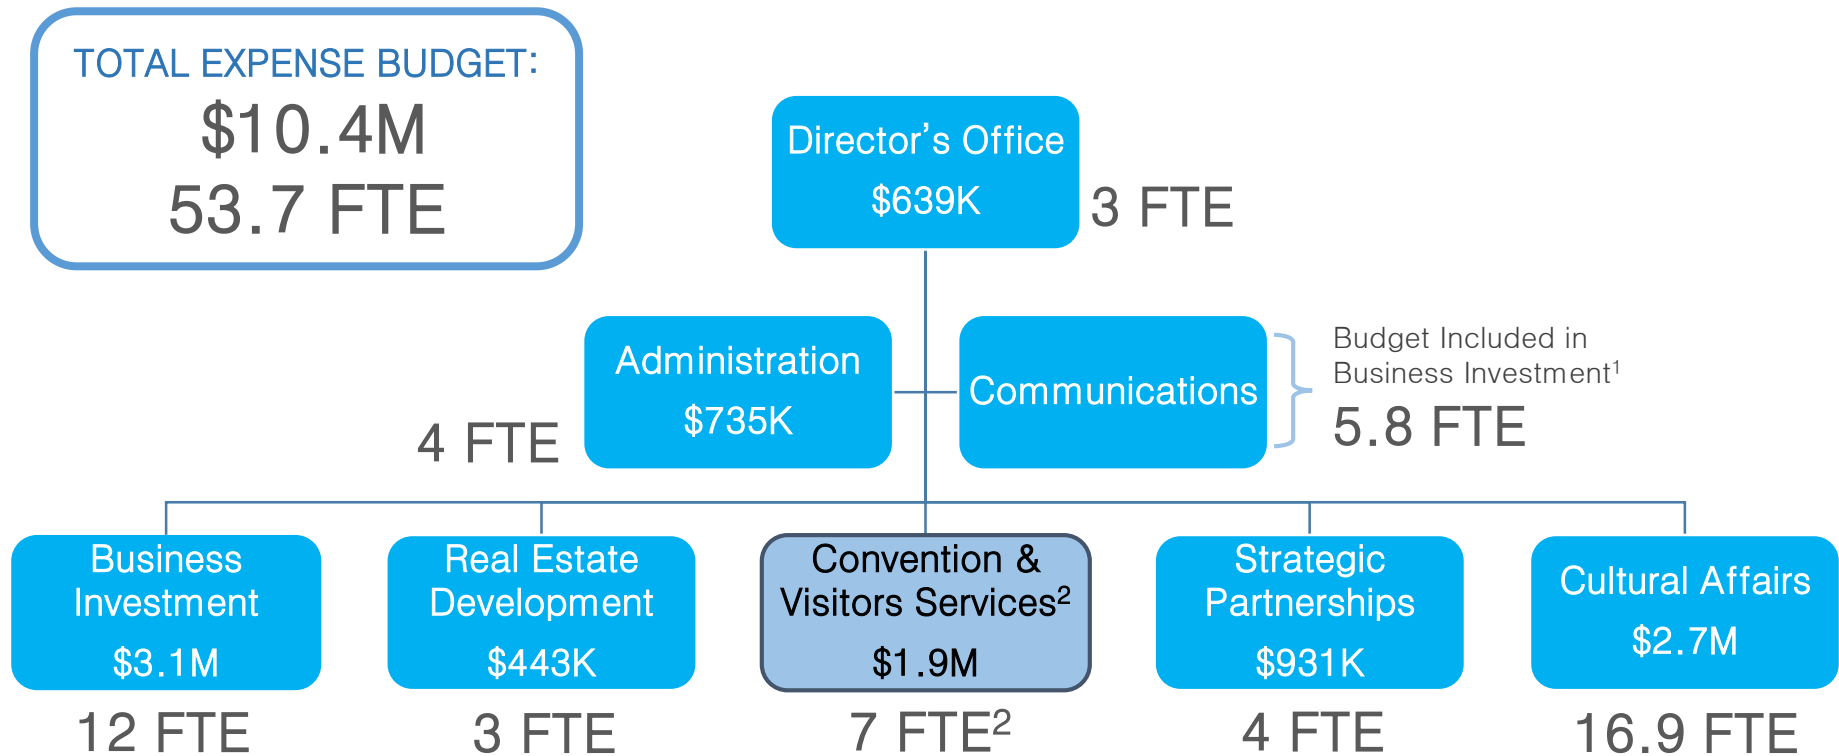 TOTAL EXPENSE BUDGET:
$10.4M
53.7 FTE
Director’s Office
$639K
3 FTE
Administration
$735K
4 FTE
Communications
Budget Included in
Business Investment¹
5.8 FTE
Business
Investment
$3.1M
12 FTE
Real Estate
Development
$443K
3 FTE
Convention &
Visitors Services²
$1.9M
7 FTE²
Strategic
Partnerships
$931K
4 FTE
Cultural Affairs
$2.7M
16.9 FTE